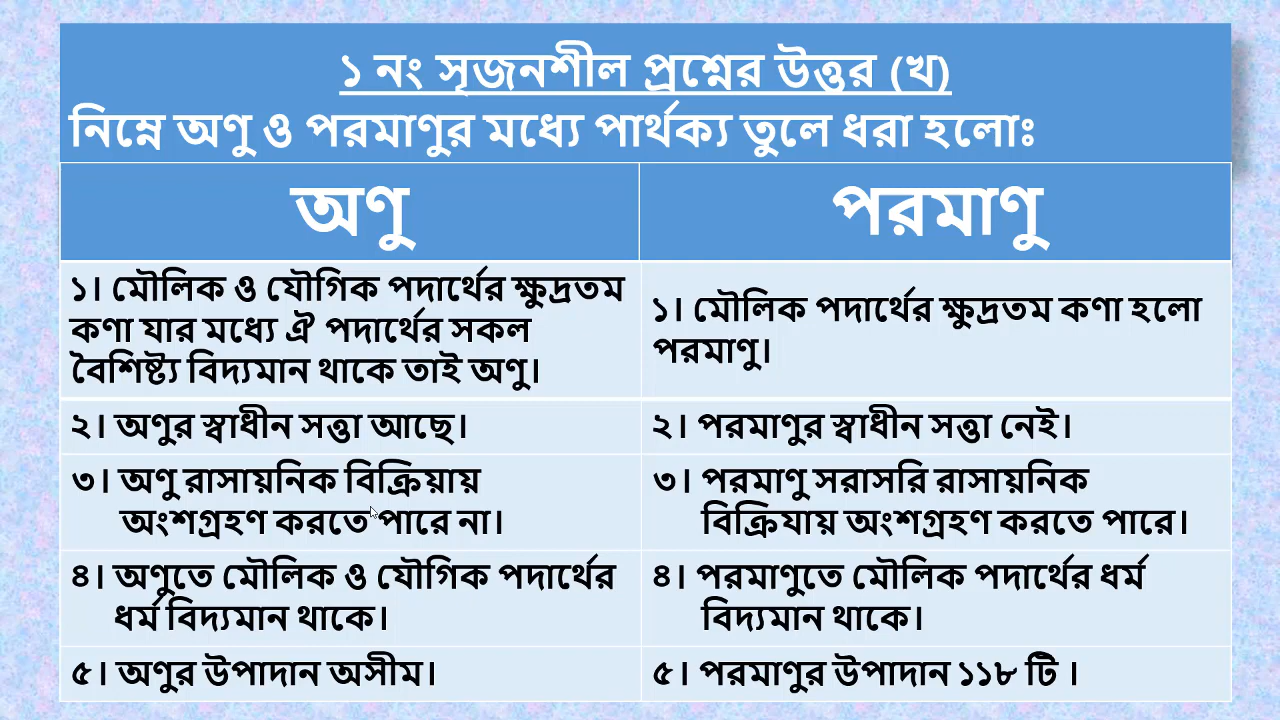 ১ নং সৃজনশীল প্রশ্নের উত্তর (খ)
নিম্নে অণু ও পরমাণুর মধ্যে পার্থক্য তুলে ধরা হলোঃ
অণু
পরমাণু
১। মৌলিক ও যৌগিক পদার্থের ক্ষুদ্রতম
কণা যার মধ্যে ঐ পদার্থের সকল
বৈশিষ্ট্য বিদ্যমান থাকে তাই অণু।
১। মৌলিক পদার্থের ক্ষুদ্রতম কণা হলো
পরমাণু।
২। অণুর স্বাধীন সত্তা আছে।
২। পরমাণুর স্বাধীন সত্তা নেই।
৩। অণু রাসায়নিক বিক্রিয়ায়
অংশগ্রহণ করতে পারে না।
৩। পরমাণু সরাসরি রাসায়নিক
বিক্রিযায় অংশগ্রহণ করতে পারে।
৪। অণুতে মৌলিক ও যৌগিক পদার্থের
ধর্ম বিদ্যমান থাকে।
৪। পরমাণুতে মৌলিক পদার্থের ধর্ম
বিদ্যমান থাকে।
৫। অণুর উপাদান অসীম।
৫। পরমাণুর উপাদান ১১৮ টি ।